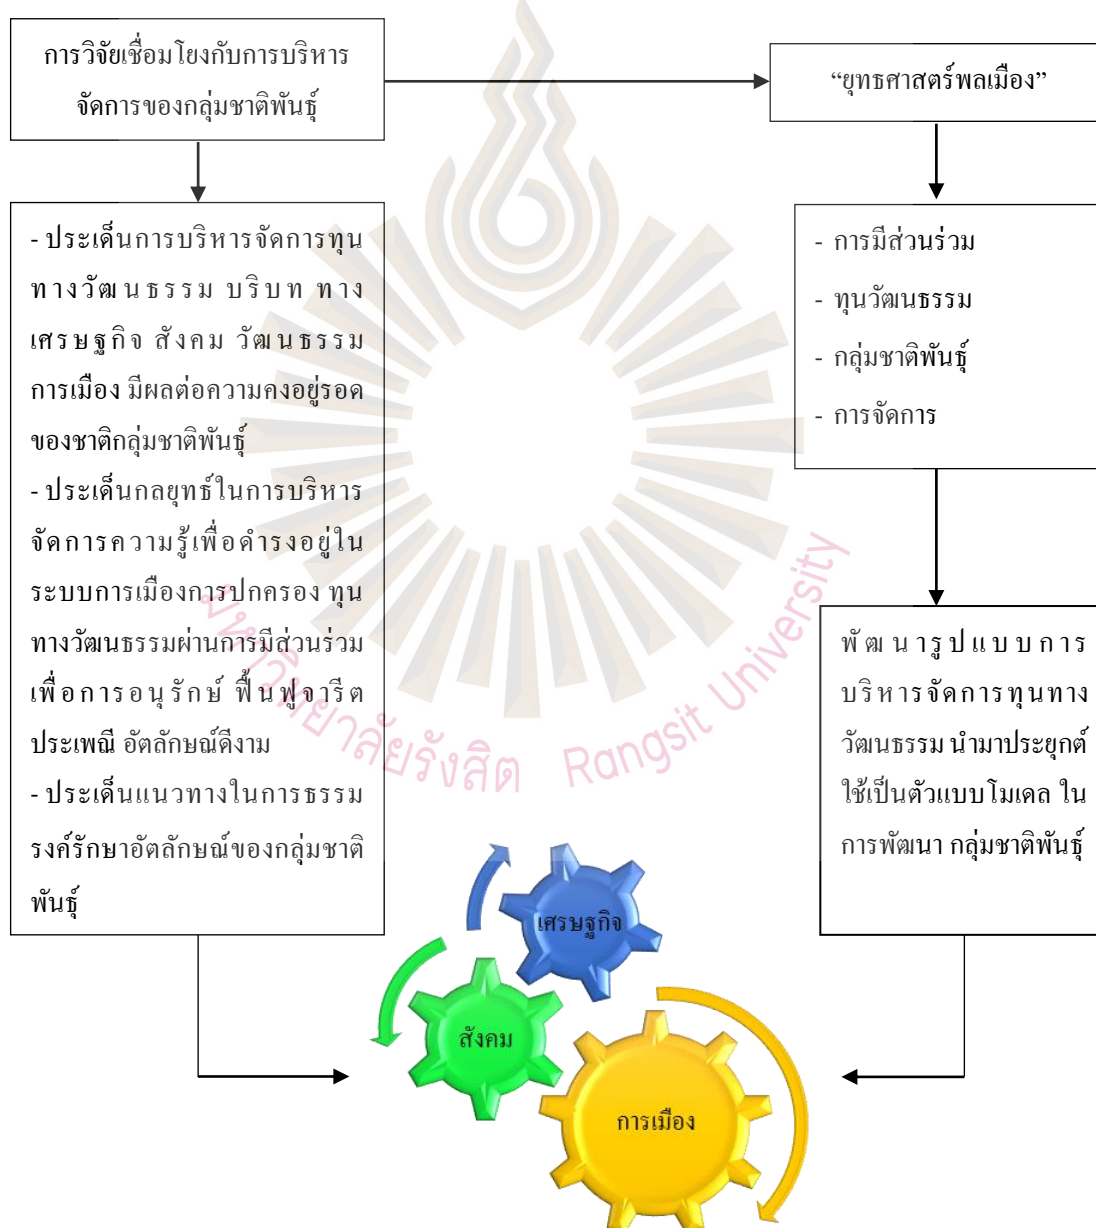 การวิจัยเชื่อมโยงกับการบริหาร
จัดการของกลุ่มชาติพันธุ์
“ยุทธศาสตร์พลเมือง”
- ประเด็นการบริหารจัดการทุน
ทางวัฒนธรรม บริบท ทาง
เศรษฐกิจ สังคม วัฒนธรรม
การเมือง มีผลต่อความคงอยู่รอด
ของชาติกลุ่มชาติพันธุ์
- ประเด็นกลยุทธ์ในการบริหาร
จัดการความรู้เพื่อดำรงอยู่ใน
ระบบการเมืองการปกครอง ทุน
ทางวัฒนธรรมผ่านการมีส่วนร่วม
เพื่อการอนุรักษ์ ฟื้นฟูจารีต
ประเพณี อัตลักษณ์ดีงาม
- ประเด็นแนวทางในการธรรม
รงค์รักษาอัตลักษณ์ของกลุ่มชาติ
พันธุ์
- การมีส่วนร่วม
- ทุนวัฒนธรรม
- กลุ่มชาติพันธุ์
- การจัดการ
พัฒนารูปแบบการ
บริหารจัดการทุนทาง
วัฒนธรรม นำมาประยุกต์
ใช้เป็นตัวแบบโมเดล ใน
การพัฒนา กลุ่มชาติพันธุ์
มหาวิทยาลัยรังสิต Rangsit University
เศรษฐกิจ
สังคม
การเมือง